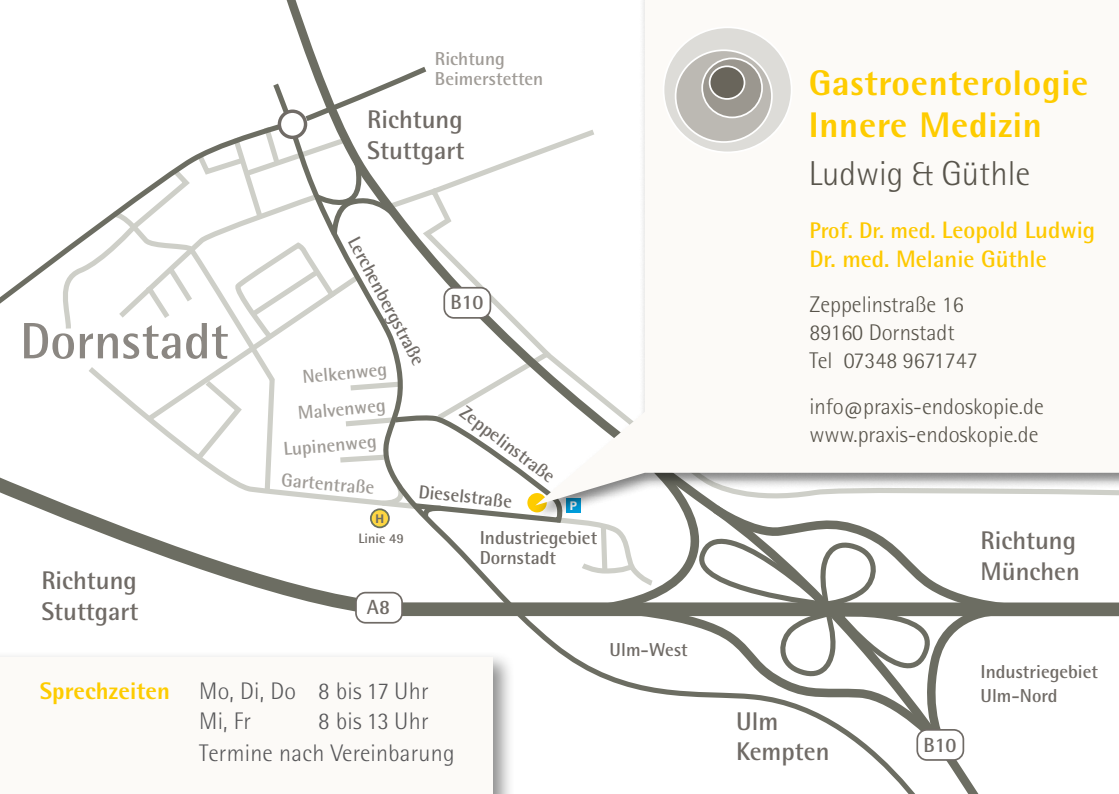 Richtung
Beimerstetten
Richtung
Stuttgart
Gastroenterologie
Innere Medizin
Ludwig & Güthle
Prof. Dr. med. Leopold Ludwig
Dr. med. Melanie Güthle
Zeppelinstraße 16
89160 Dornstadt
Tel 07348 9671747
info@praxis-endoskopie.de
www.praxis-endoskopie.de
Lerchenbergstraße
B10
Dornstadt
Nelkenweg
Malvenweg
Zeppelinstraße
Lupinenweg
Gartentraße
Dieselstraße
P
H
Linie 49
Industriegebiet
Dornstadt
Richtung
München
Richtung
Stuttgart
A8
Ulm-West
Industriegebiet
Ulm-Nord
Ulm
Kempten
B10
Sprechzeiten Mo, Di, Do 8 bis 17 Uhr
Mi, Fr 8 bis 13 Uhr
Termine nach Vereinbarung